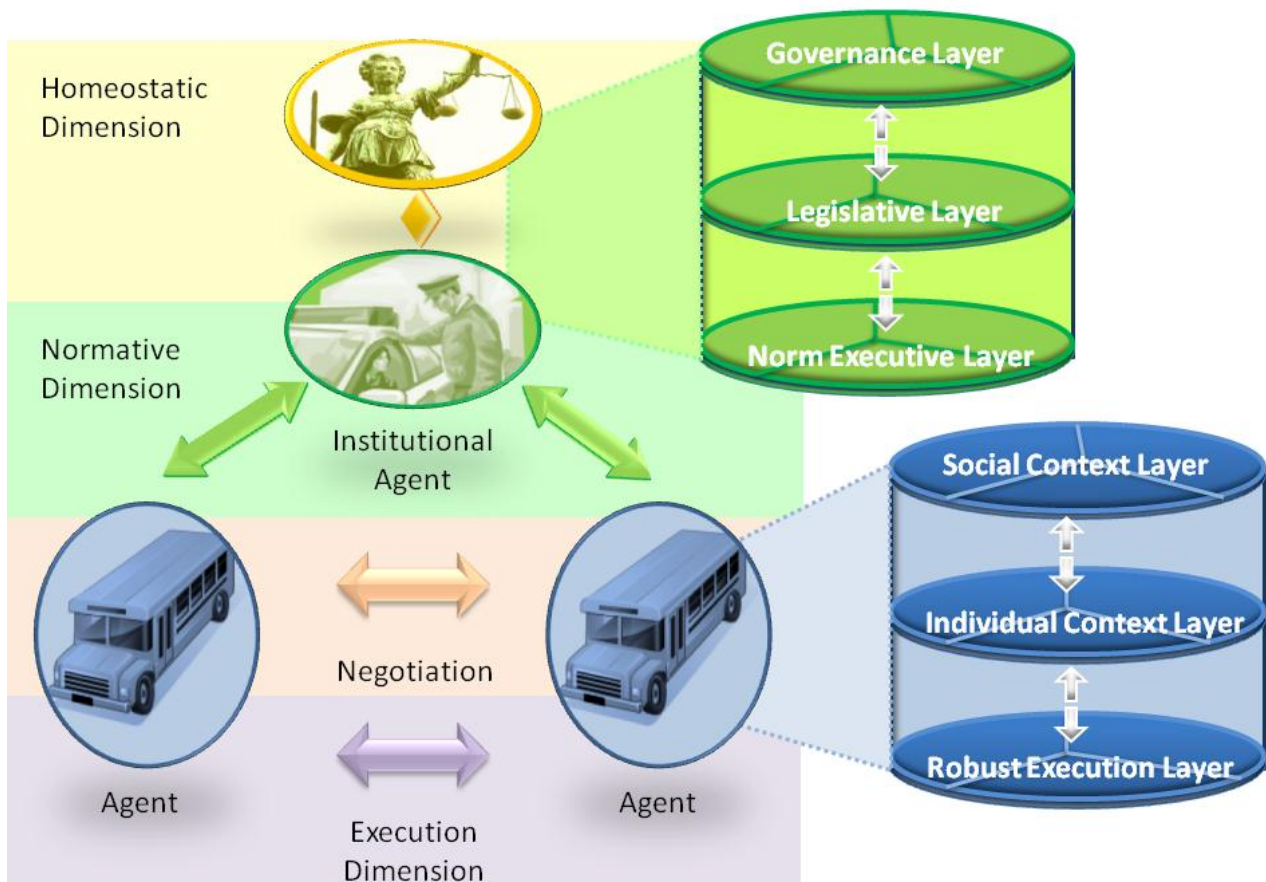 Homeostatic
Dimension
Governance Layer
Legislative Layer
Norm Executive Layer
Normative
Dimension
Institutional
Agent
Social Context Layer
Individual Context Layer
Robust Execution Layer
Negotiation
Agent
Agent
Execution
Dimension